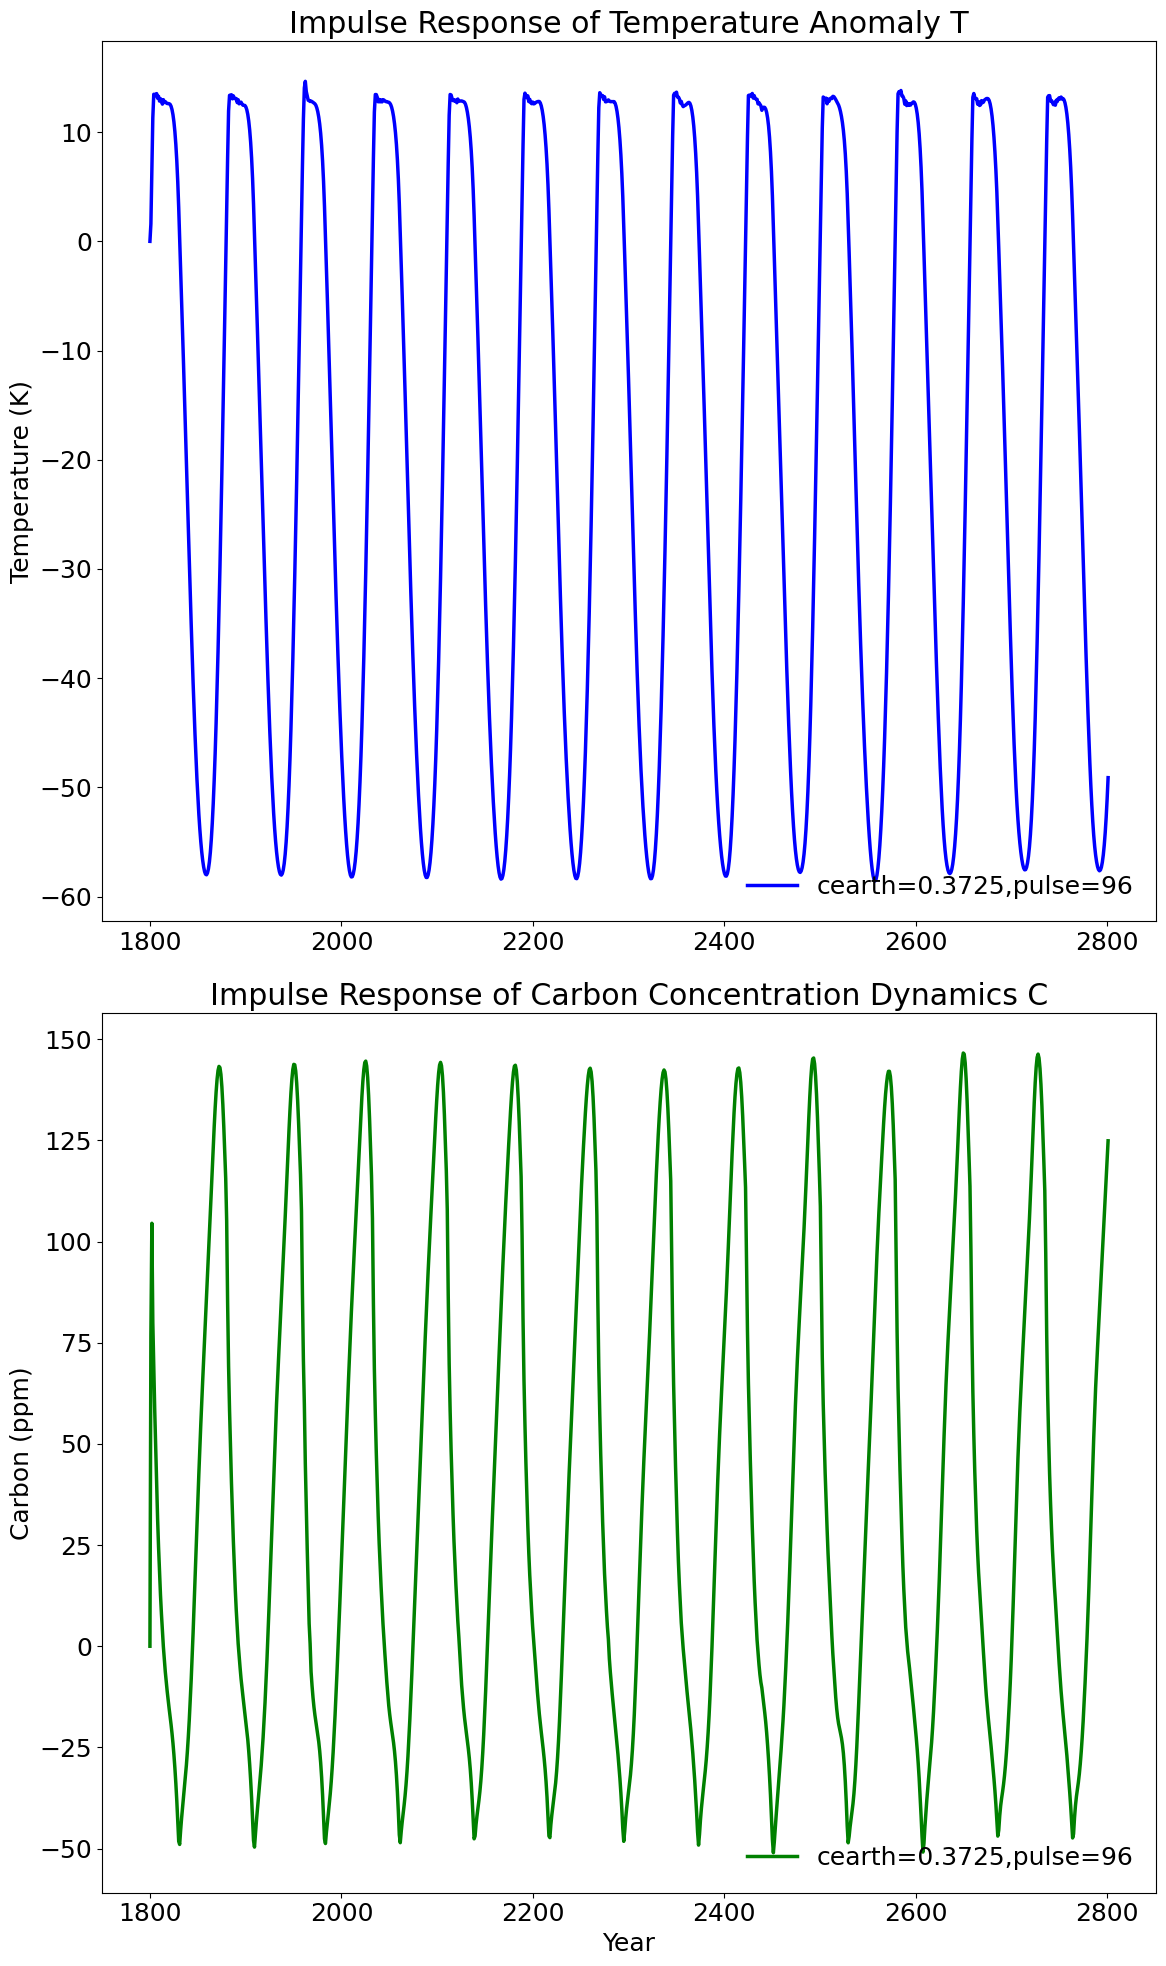 Impulse Response of Temperature Anomaly T
Temperature (K)
10
0
−10
−20
−30
−40
−50
−60
cearth=0.3725,pulse=96
1800 2000 2200 2400 2600 2800
Impulse Response of Carbon Concentration Dynamics C
Carbon (ppm)
150
125
100
75
50
25
0
−25
−50
cearth=0.3725,pulse=96
1800 2000 2200 2400 2600 2800
Year